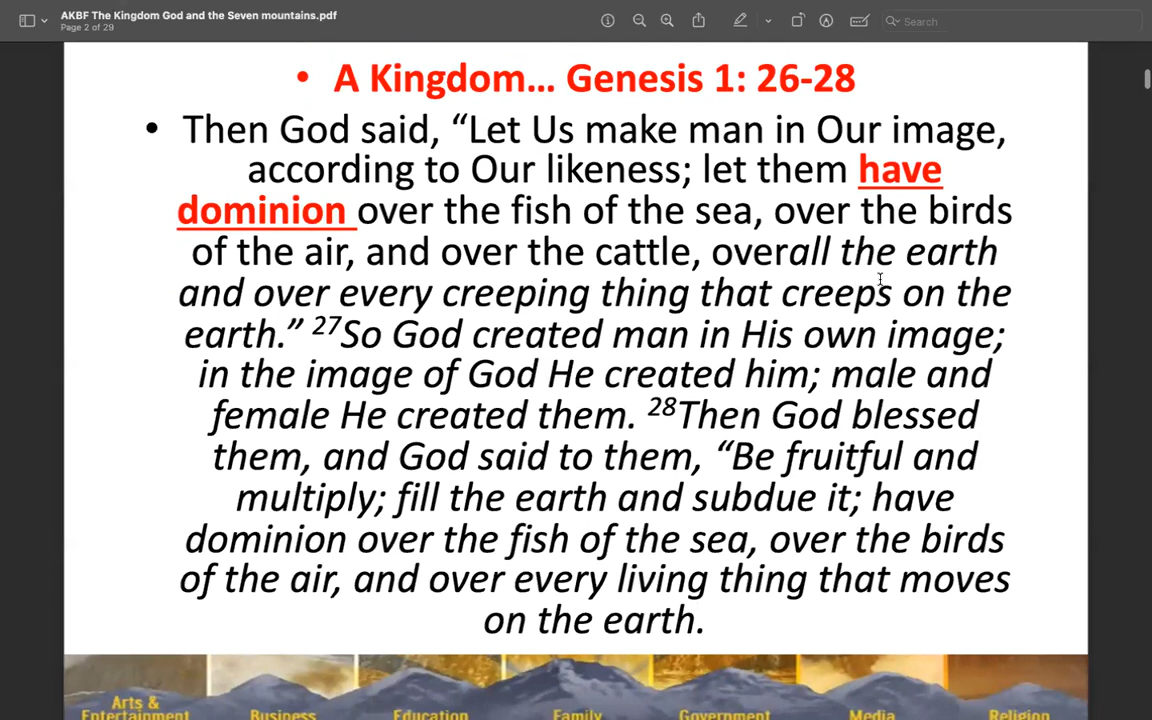 AKBF The Kingdom God and the Seven mountains.pdf
Page 2 of 29
Search
• A Kingdom... Genesis 1: 26-28
• Then God said, “Let Us make man in Our image,
according to Our likeness; let them have
dominion over the fish of the sea, over the birds
of the air, and over the cattle, overall the earth
and over every creeping thing that creeps on the
earth.” 27So God created man in His own image;
in the image of God He created him; male and
female He created them. 28Then God blessed
them, and God said to them, “Be fruitful and
multiply; fill the earth and subdue it; have
dominion over the fish of the sea, over the birds
of the air, and over every living thing that moves
on the earth.
Arts &
Entertainment Business Education Family Government Media Religion